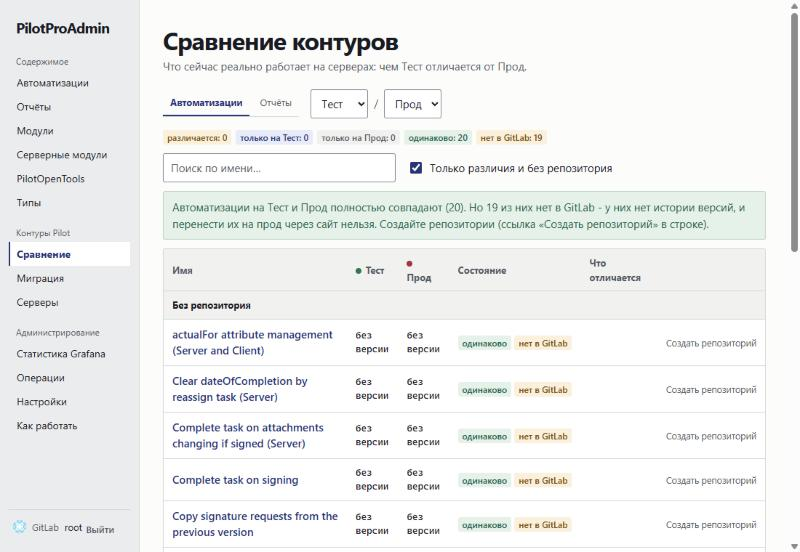 PilotProAdmin
Содержимое
Автоматизации
Отчёты
Модули
Серверные модули
PilotOpenTools
Типы
Контуры Pilot
Сравнение
Миграция
Серверы
Администрирование
Статистика Grafana
Операции
Настройки
Как работать
GitLab root Выйти
Сравнение контуров
Что сейчас реально работает на серверах: чем Тест отличается от Прод.
Автоматизации Отчёты Тест / Прод
различается: 0 только на Тест: 0 только на Прод: 0 одинаково: 20 нет в GitLab: 19
Поиск по имени... Только различия и без репозитория
Автоматизации на Тест и Прод полностью совпадают (20). Но 19 из них нет в GitLab - у них нет истории версий, и
перенести их на прод через сайт нельзя. Создайте репозитории (ссылка «Создать репозиторий» в строке).
Имя Тест Прод Состояние Что отличается
Без репозитория
actualFor attribute management без без
(Server and Client) версии версии одинаково нет в GitLab Создать репозиторий
Clear dateOfCompletion by без без
reassign task (Server) версии версии одинаково нет в GitLab Создать репозиторий
Complete task on attachments без без
changing if signed (Server) версии версии одинаково нет в GitLab Создать репозиторий
Complete task on signing без версии без версии одинаково нет в GitLab Создать репозиторий
Copy signature requests from the без без
previous version версии версии одинаково нет в GitLab Создать репозиторий